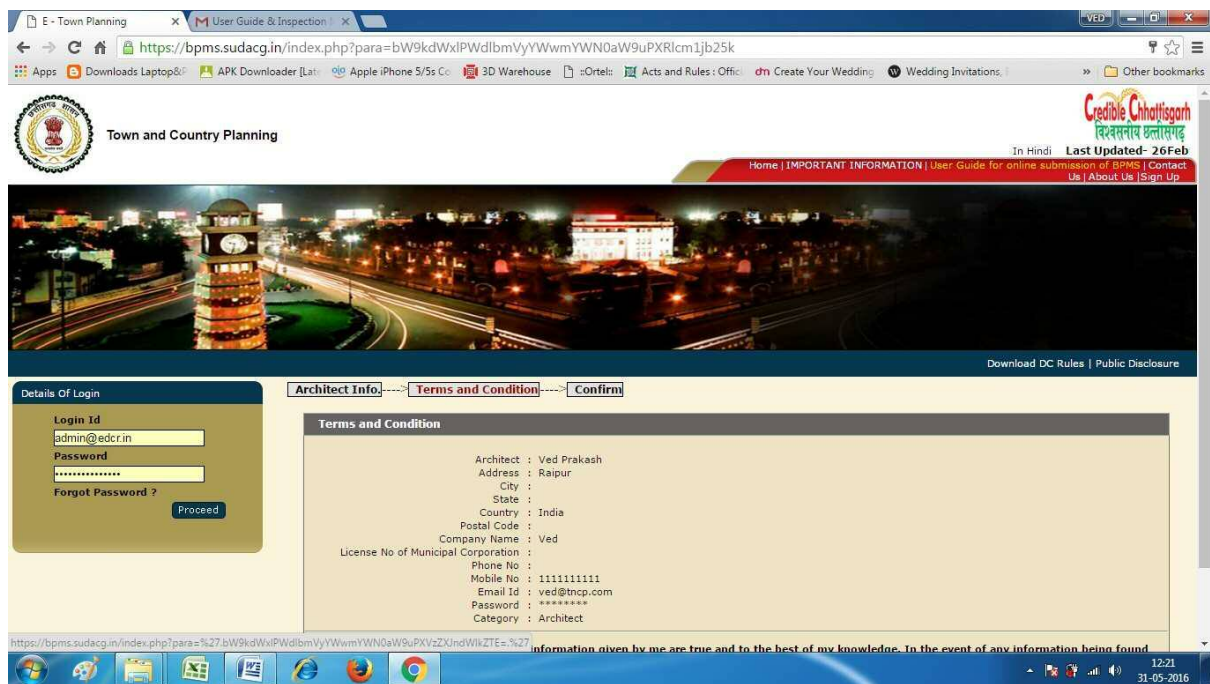 E - Town Planning
User Guide & Inspection
VED
https://bpms.sudacg.in/index.php?para=bW9kdWxlPWdlbmVyYWwmYWN0aW9uPXRlcm1jb25k
Apps Downloads Laptop&P APK Downloader [Late Apple iPhone 5/5s Co 3D Warehouse ::Ortel:: Acts and Rules : Offici Create Your Wedding Wedding Invitations, » Other bookmarks
Credible Chhattisgarh
विश्वसनीय छत्तीसगढ़
Town and Country Planning
In Hindi Last Updated- 26Feb
Home | IMPORTANT INFORMATION | User Guide for online submission of BPMS | Contact
Us | About Us |Sign Up
Download DC Rules | Public Disclosure
Details Of Login
Architect Info.----> Terms and Condition----> Confirm
Login Id
admin@edcr.in
Password
Forgot Password ?
Proceed
Terms and Condition
Architect : Ved Prakash
Address : Raipur
City :
State :
Country : India
Postal Code :
Company Name : Ved
License No of Municipal Corporation :
Phone No :
Mobile No : 1111111111
Email Id : ved@tncp.com
Password : ********
Category : Architect
https://bpms.sudacg.in/index.php?para=%27.bW9kdWxlPWdlbmVyYWwmYWN0aW9uPXVzZXJndWlkZTE=.%27
information given by me are true and to the best of my knowledge. In the event of any information being found
12:21
31-05-2016